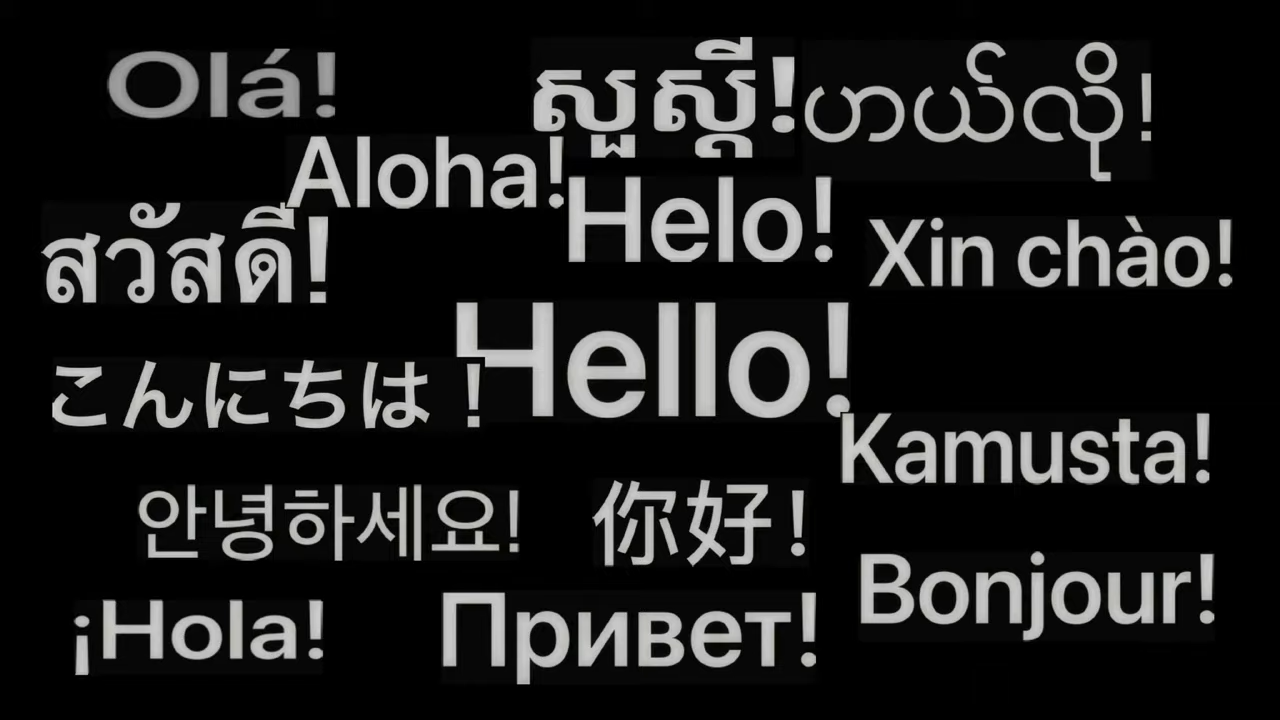 Olá!
សួស្តី!
ဟယ်လို!
Aloha!
Helo!
สวัสดี!
Xin chào!
Hello!
こんにちは！
Kamusta!
안녕하세요!
你好!
Bonjour!
¡Hola!
Привет!